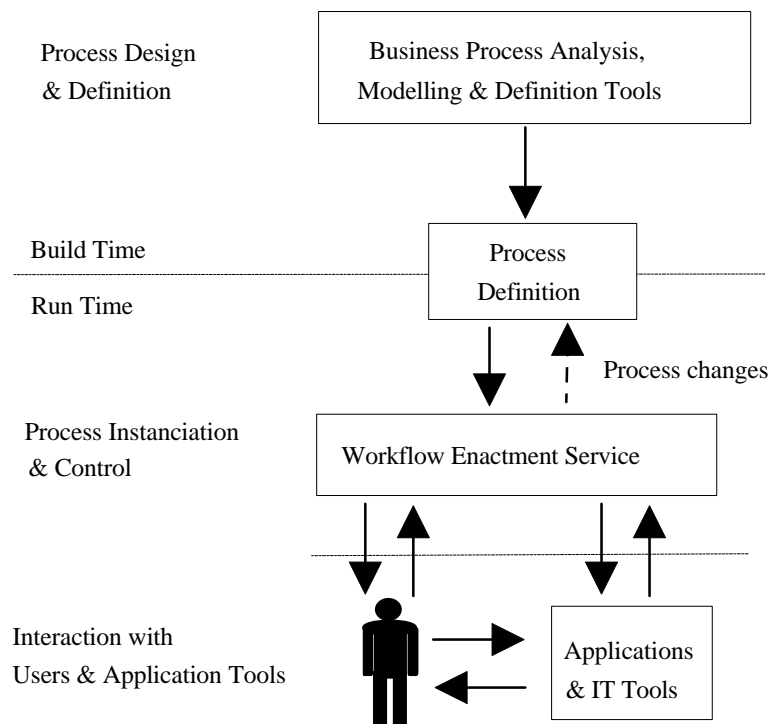 Process Design
& Definition
Business Process Analysis,
Modelling & Definition Tools
Build Time
Run Time
Process
Definition
Process changes
Process Instanciation
& Control
Workflow Enactment Service
Interaction with
Users & Application Tools
Applications
& IT Tools